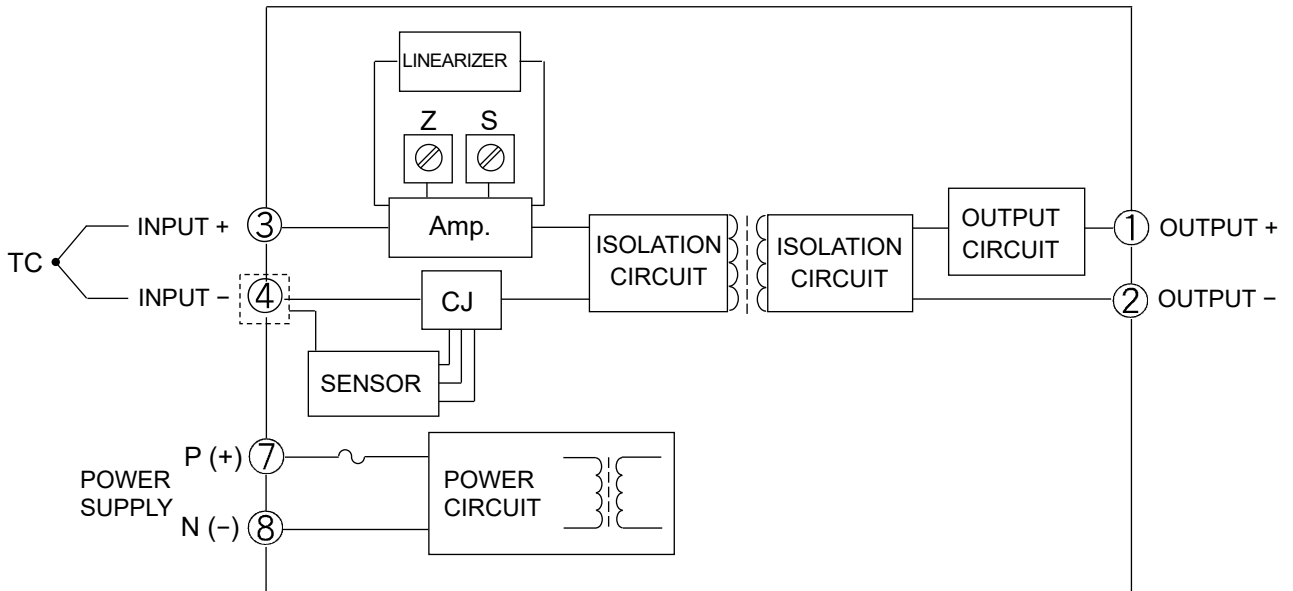 LINEARIZER
Z
S
TC
INPUT +
3
Amp.
ISOLATION
CIRCUIT
ISOLATION
CIRCUIT
OUTPUT
CIRCUIT
1
OUTPUT +
INPUT −
4
CJ
2
OUTPUT −
SENSOR
POWER
SUPPLY
P (+)
7
N (−)
8
POWER
CIRCUIT